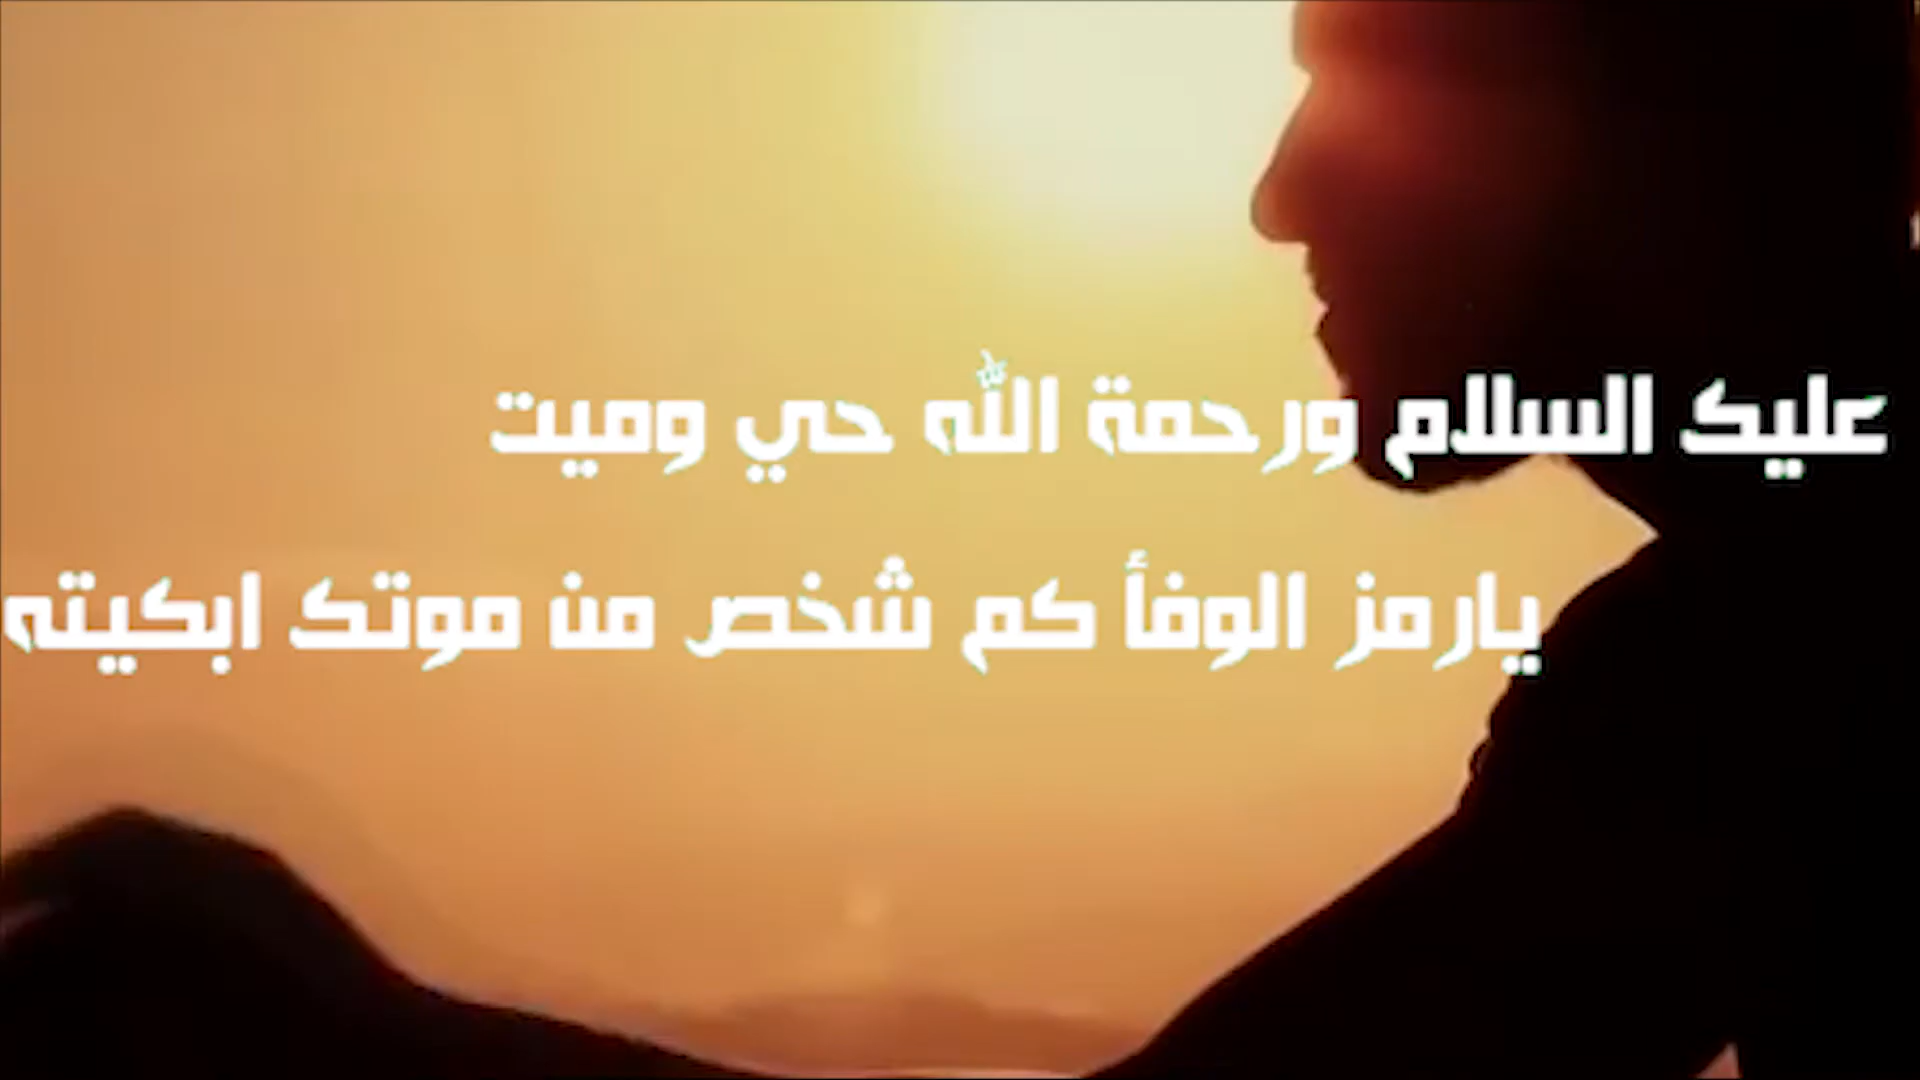 عليك السلام ورحمة الله حي وميت
يارمز الوفأ كم شخص من موتك ابكيته